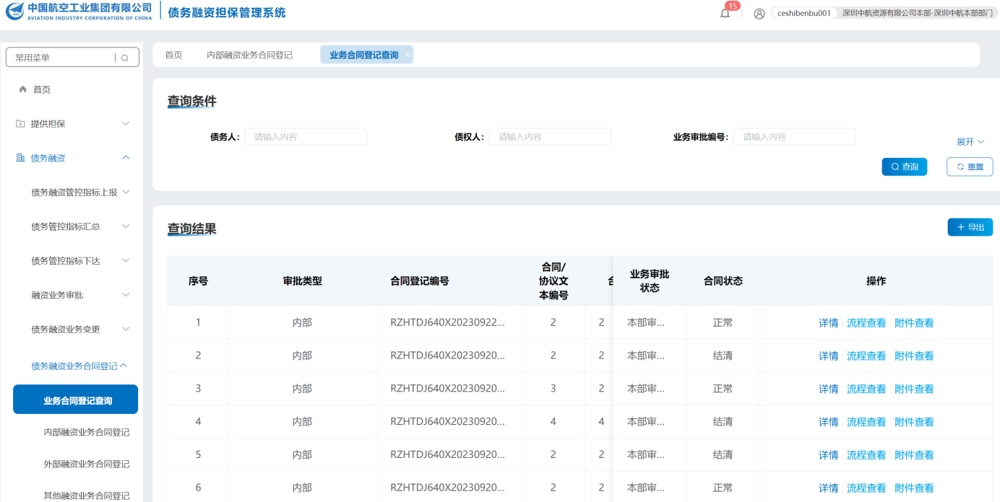 中国航空工业集团有限公司
AVIATION INDUSTRY CORPORATION OF CHINA
债务融资担保管理系统
15
ceshibenbu001
深圳中航资源有限公司本部-深圳中航本部部门
常用菜单
首页
提供担保
债务融资
债务融资管控指标上报
债务管控指标汇总
债务管控指标下达
融资业务审批
债务融资业务变更
债务融资业务合同登记
业务合同登记查询
内部融资业务合同登记
外部融资业务合同登记
其他融资业务合同登记
首页 内部融资业务合同登记 业务合同登记查询 ×
查询条件
债务人: 请输入内容 债权人: 请输入内容 业务审批编号: 请输入内容
展开
查询 重置
查询结果
导出
序号 审批类型 合同登记编号 合同/协议文本编号 业务审批状态 合同状态 操作
1 内部 RZHTDJ640X20230922... 2 2 本部审... 正常 详情 流程查看 附件查看
2 内部 RZHTDJ640X20230920... 2 2 本部审... 结清 详情 流程查看 附件查看
3 内部 RZHTDJ640X20230920... 3 2 本部审... 正常 详情 流程查看 附件查看
4 内部 RZHTDJ640X20230920... 4 4 本部审... 结清 详情 流程查看 附件查看
5 内部 RZHTDJ640X20230920... 2 2 本部审... 结清 详情 流程查看 附件查看
6 内部 RZHTDJ640X20230920... 2 2 本部审... 正常 详情 流程查看 附件查看